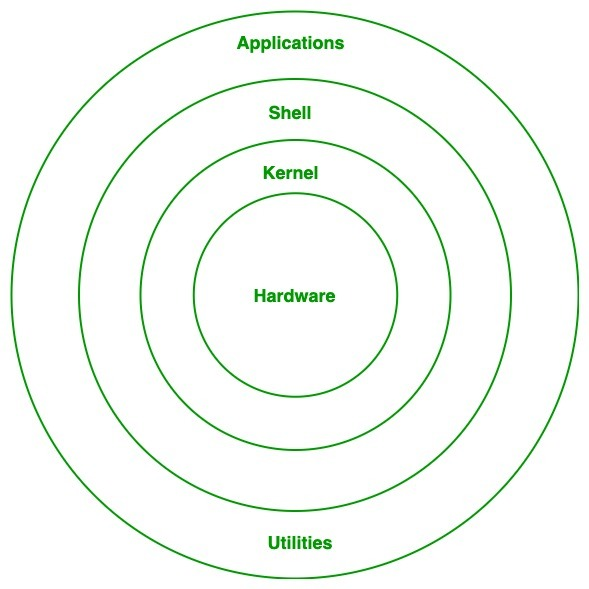 Applications
Shell
Kernel
Hardware
Utilities